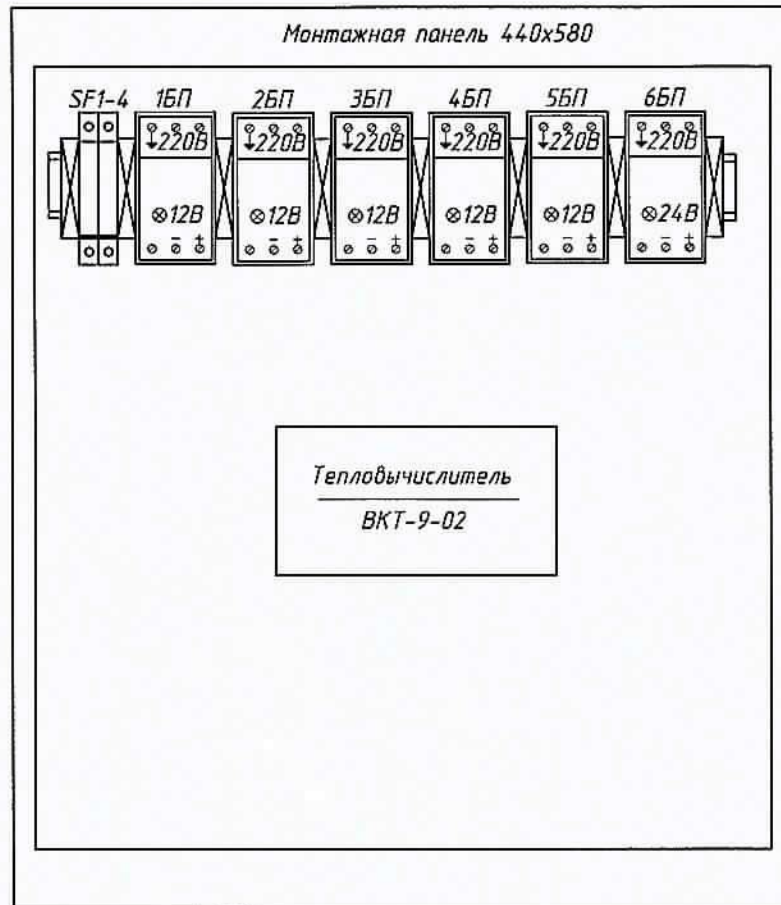 Монтажная панель 440х580
SF1-4 1БП 2БП 3БП 4БП 5БП 6БП
220В 220В 220В 220В 220В 220В
12В 12В 12В 12В 12В 24В
- + - + - + - + - + - +
Тепловычислитель
ВКТ-9-02